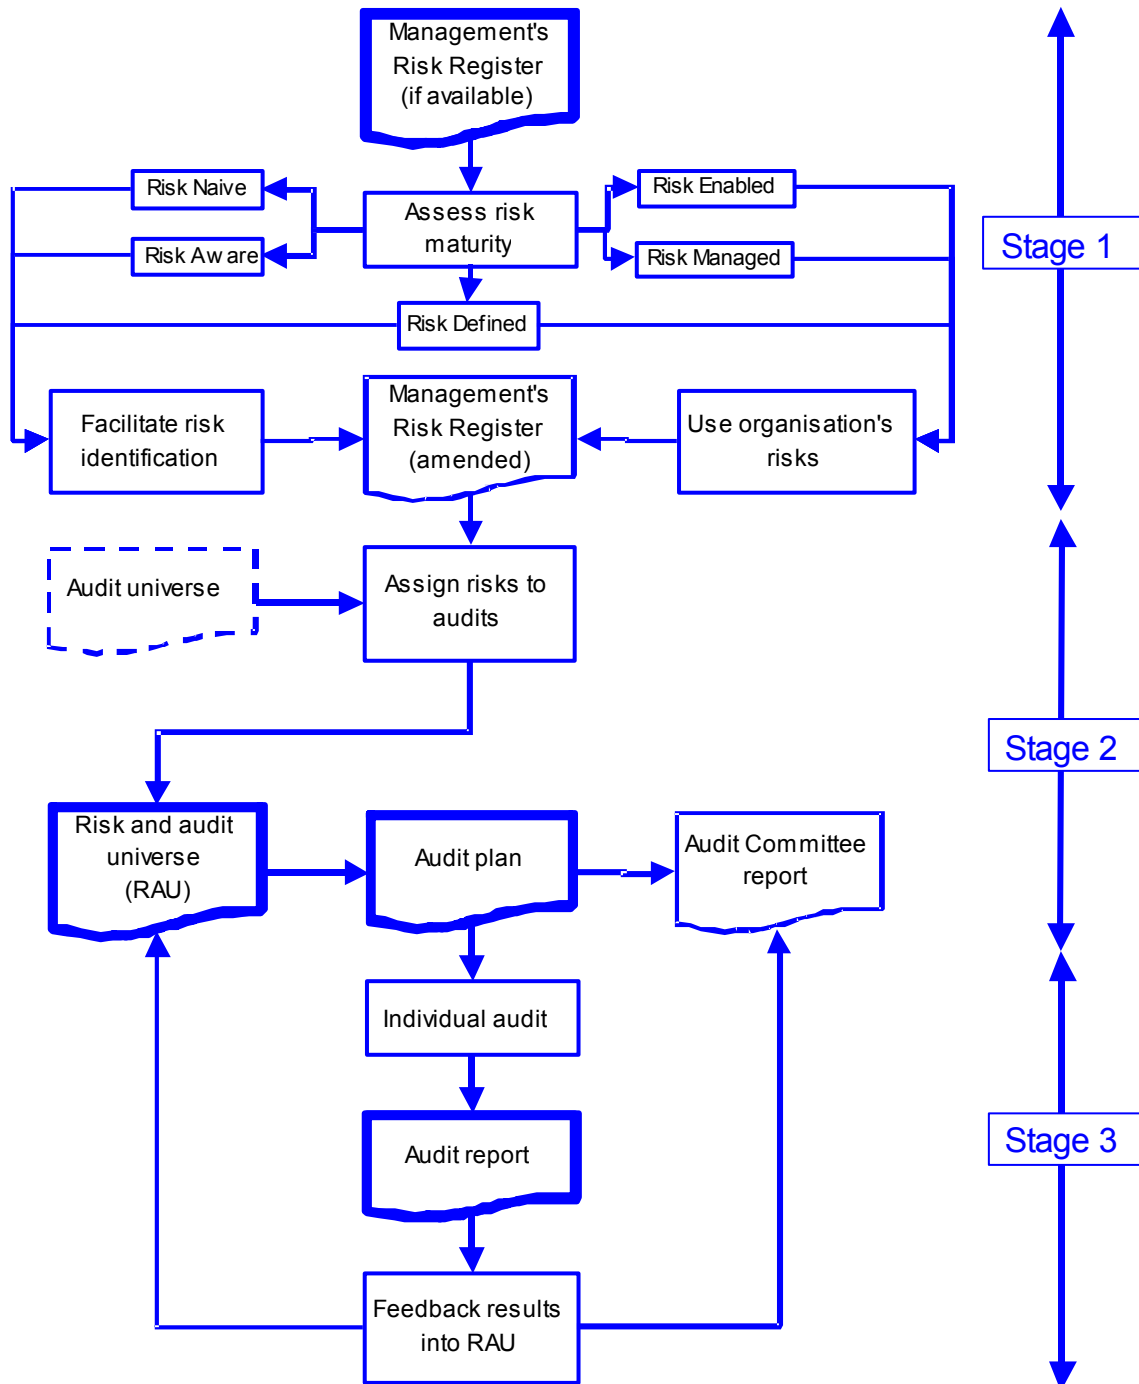 Management's
Risk Register
(if available)
Risk Naive
Risk Enabled
Assess risk
maturity
Risk Aware
Risk Managed
Stage 1
Risk Defined
Facilitate risk
identification
Management's
Risk Register
(amended)
Use organisation's
risks
Audit universe
Assign risks to
audits
Stage 2
Risk and audit
universe
(RAU)
Audit plan
Audit Committee
report
Individual audit
Audit report
Stage 3
Feedback results
into RAU